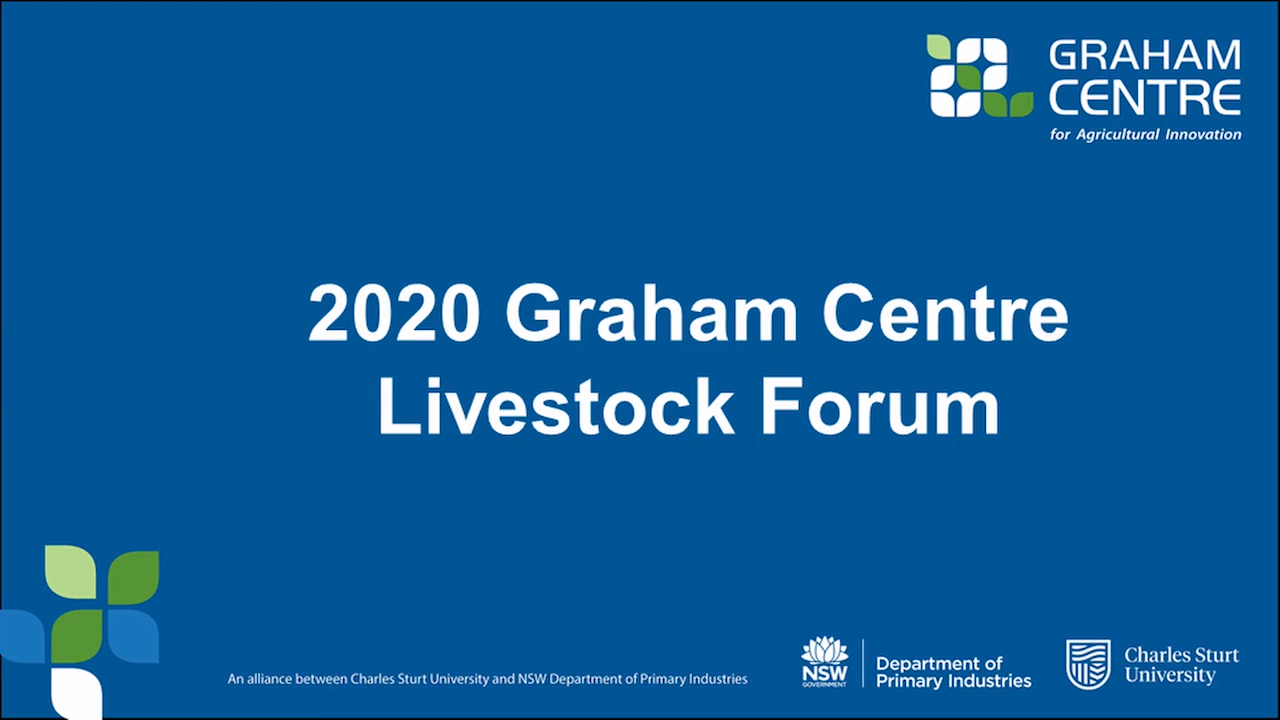 GRAHAM
CENTRE
for Agricultural Innovation
2020 Graham Centre
Livestock Forum
An alliance between Charles Sturt University and NSW Department of Primary Industries
NSW
GOVERNMENT
Department of
Primary Industries
Charles Sturt
University